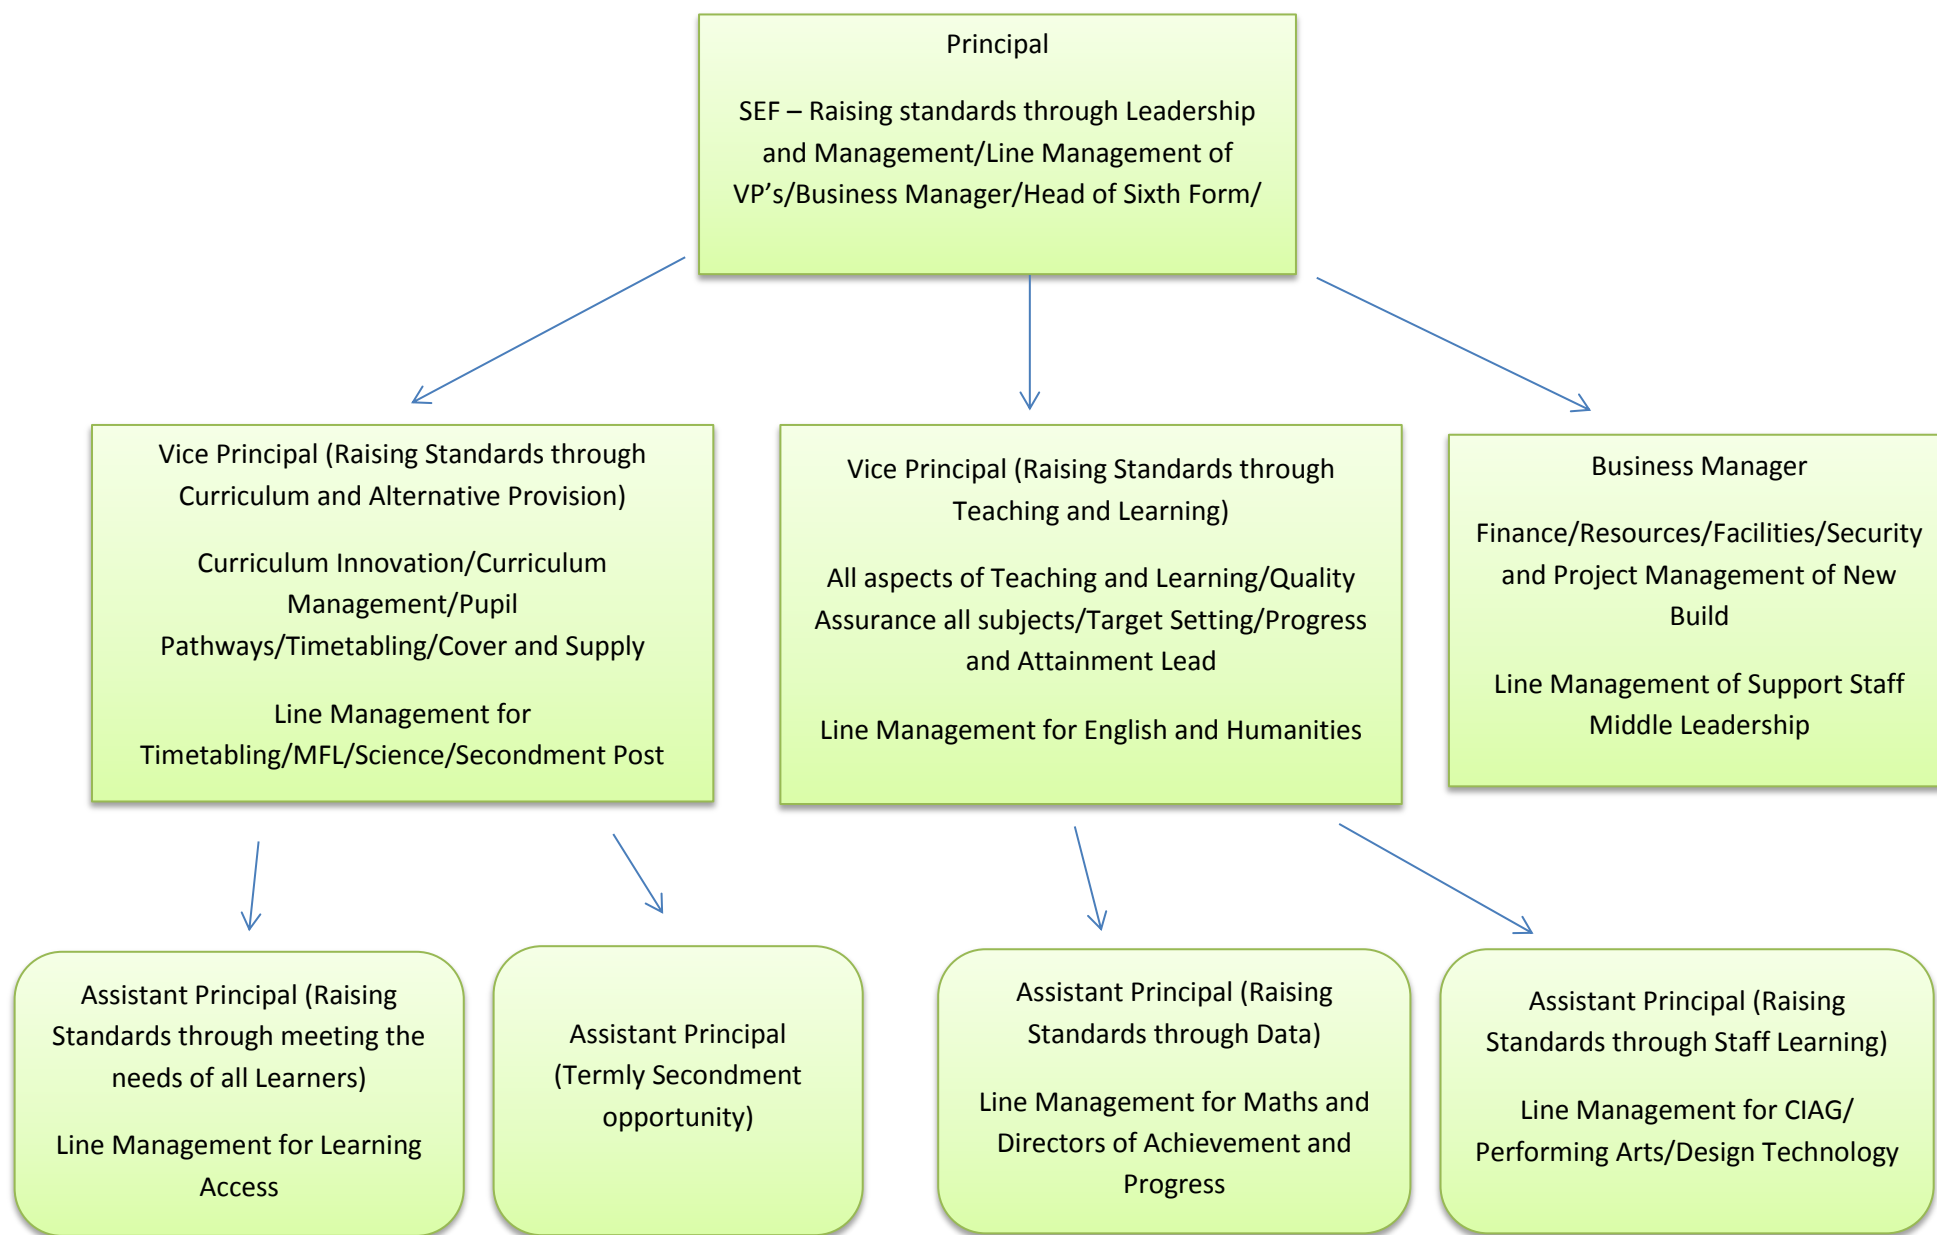 Principal
SEF – Raising standards through Leadership
and Management/Line Management of
VP’s/Business Manager/Head of Sixth Form/
Vice Principal (Raising Standards through
Curriculum and Alternative Provision)
Curriculum Innovation/Curriculum
Management/Pupil
Pathways/Timetabling/Cover and Supply
Line Management for
Timetabling/MFL/Science/Secondment Post
Vice Principal (Raising Standards through
Teaching and Learning)
All aspects of Teaching and Learning/Quality
Assurance all subjects/Target Setting/Progress
and Attainment Lead
Line Management for English and Humanities
Business Manager
Finance/Resources/Facilities/Security
and Project Management of New
Build
Line Management of Support Staff
Middle Leadership
Assistant Principal (Raising
Standards through meeting the
needs of all Learners)
Line Management for Learning
Access
Assistant Principal
(Termly Secondment
opportunity)
Assistant Principal (Raising
Standards through Data)
Line Management for Maths and
Directors of Achievement and
Progress
Assistant Principal (Raising
Standards through Staff Learning)
Line Management for CIAG/
Performing Arts/Design Technology